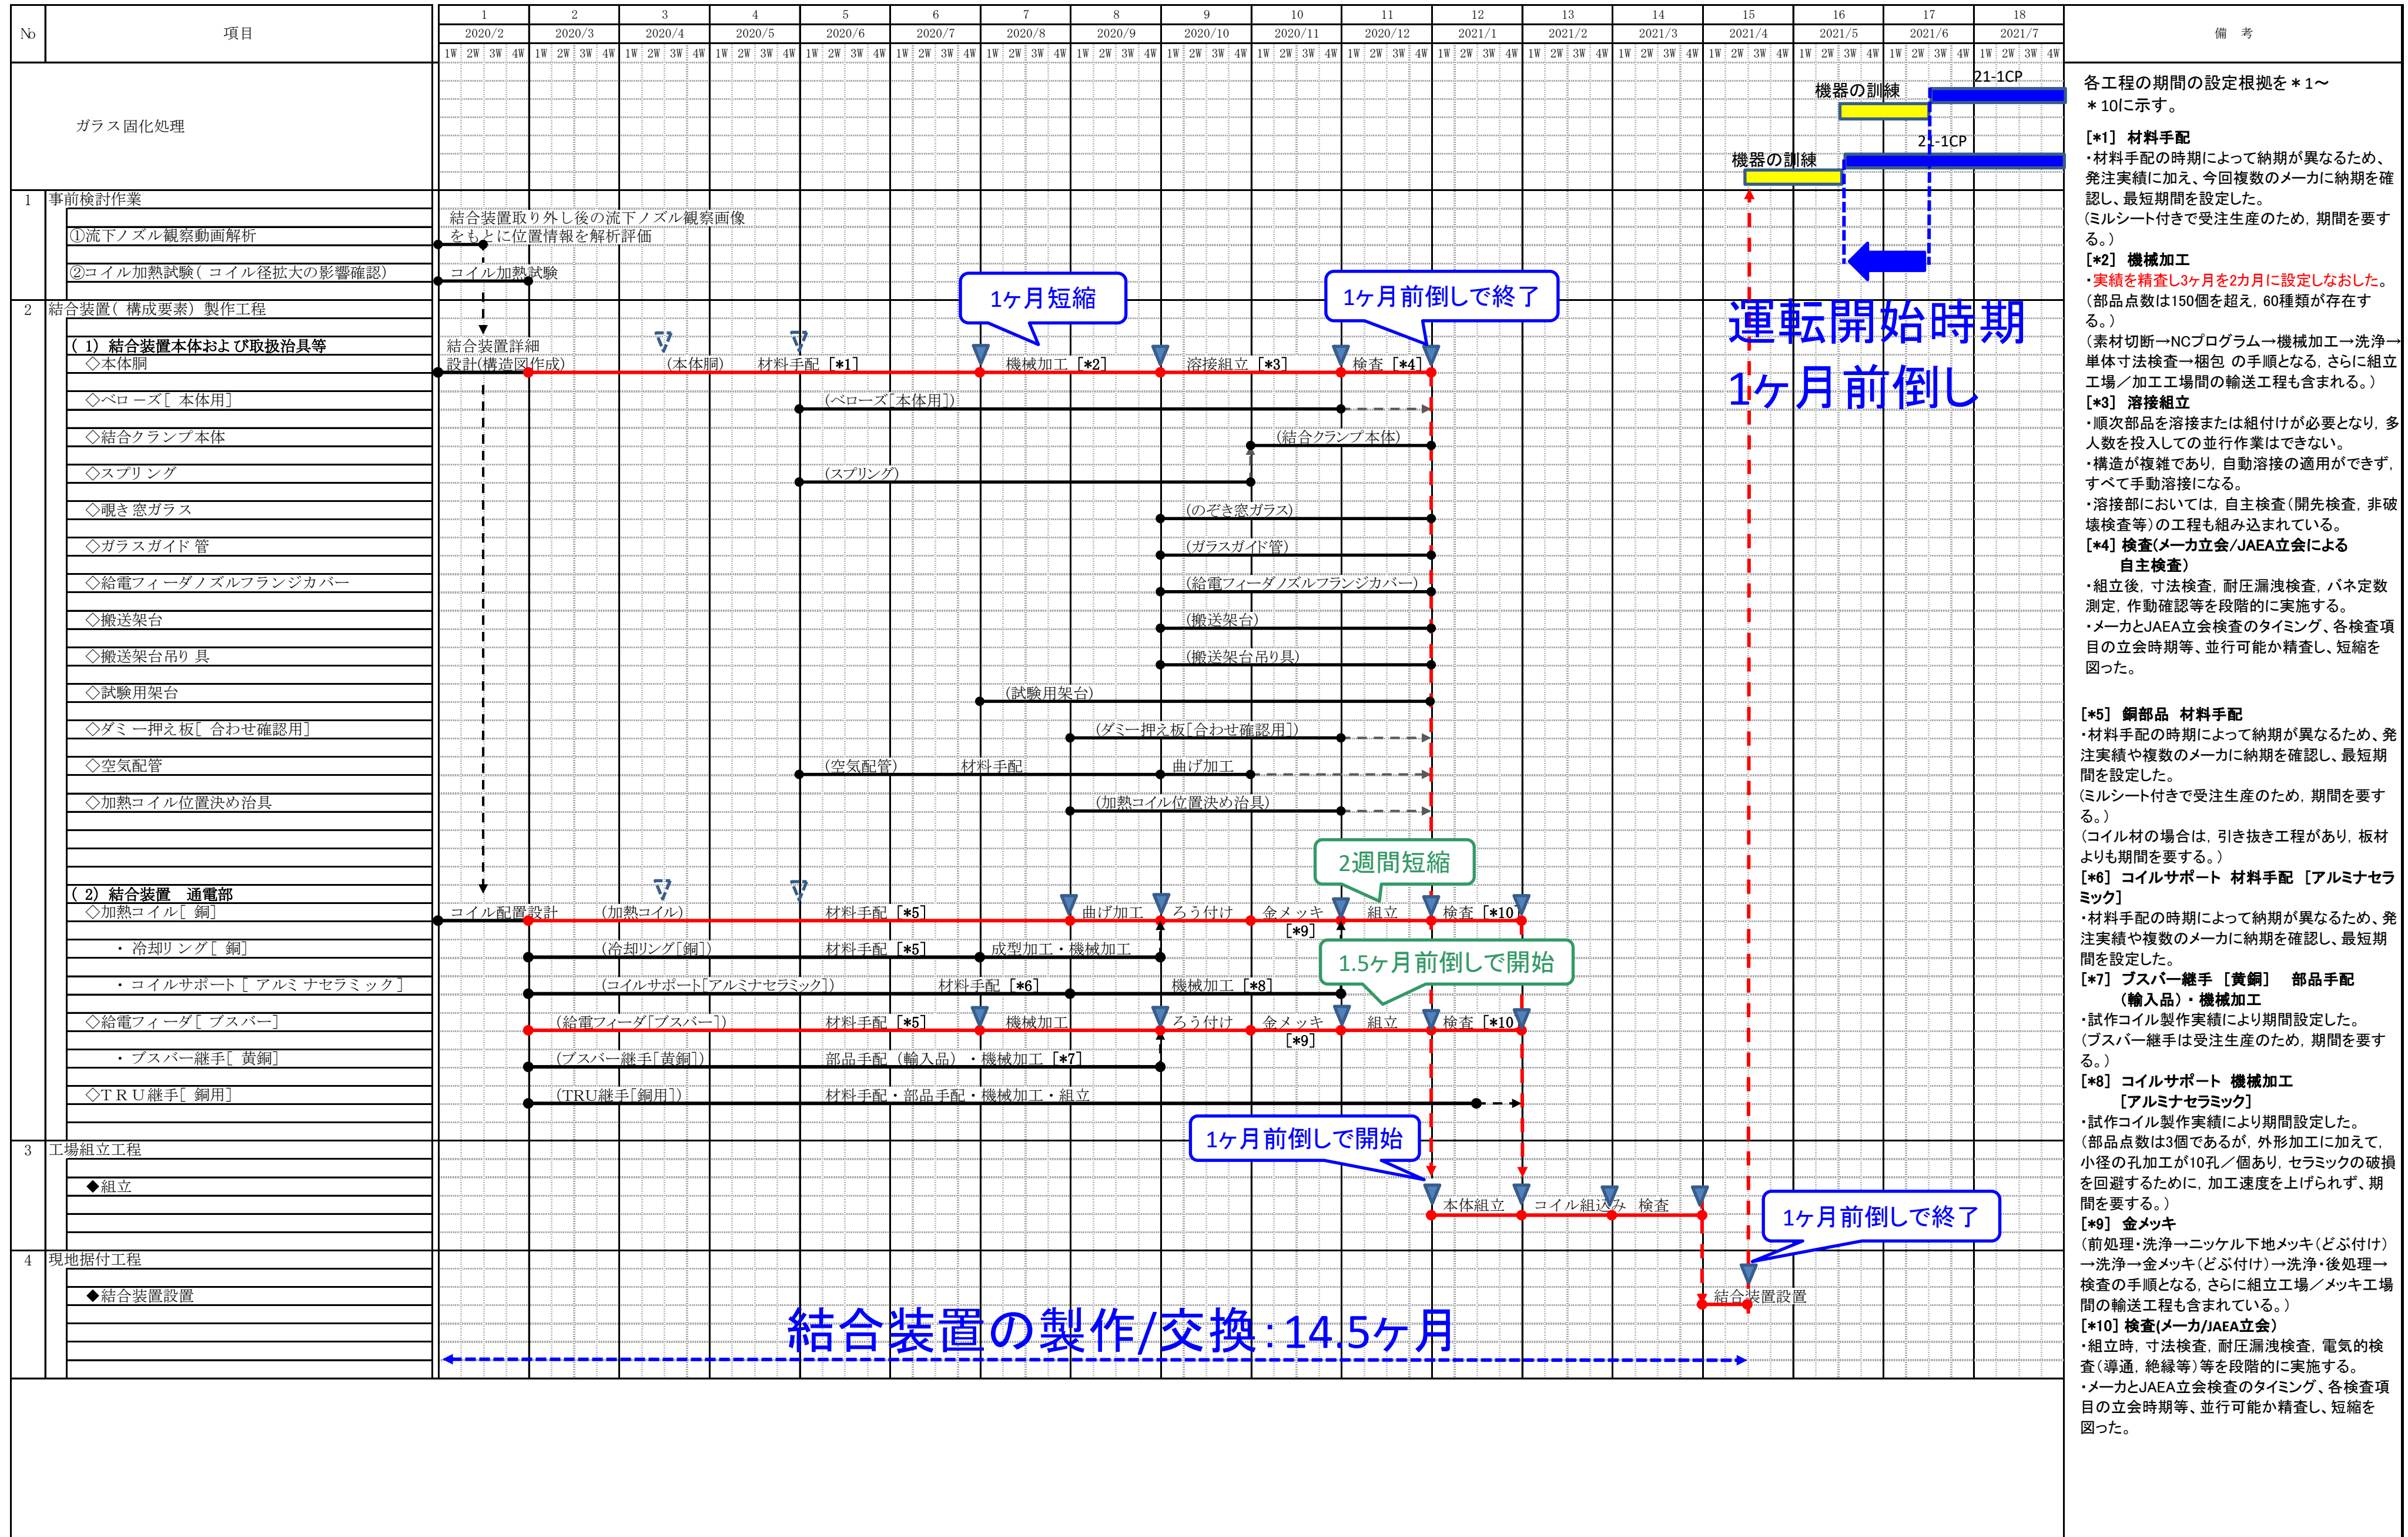 No 項目 1 2 3 4 5 6 7 8 9 10 11 12 13 14 15 16 17 18 備 考
2020/2 2020/3 2020/4 2020/5 2020/6 2020/7 2020/8 2020/9 2020/10 2020/11 2020/12 2021/1 2021/2 2021/3 2021/4 2021/5 2021/6 2021/7
1W 2W 3W 4W 1W 2W 3W 4W 1W 2W 3W 4W 1W 2W 3W 4W 1W 2W 3W 4W 1W 2W 3W 4W 1W 2W 3W 4W 1W 2W 3W 4W 1W 2W 3W 4W 1W 2W 3W 4W 1W 2W 3W 4W 1W 2W 3W 4W 1W 2W 3W 4W 1W 2W 3W 4W 1W 2W 3W 4W 1W 2W 3W 4W 1W 2W 3W 4W 1W 2W 3W 4W
ガラス固化処理
21-1CP
機器の訓練
21-1CP
機器の訓練
1 事前検討作業
結合装置取り外し後の流下ノズル観察画像
をもとに位置情報を解析評価
①流下ノズル観察動画解析
②コイル加熱試験(コイル径拡大の影響確認)
コイル加熱試験
1ヶ月短縮
1ヶ月前倒しで終了
運転開始時期
1ヶ月前倒し
2 結合装置(構成要素)製作工程
(1)結合装置本体および取扱治具等
結合装置詳細
設計(構造図作成)
◇本体胴
(本体胴) 材料手配 [*1] 機械加工 [*2] 溶接組立 [*3] 検査 [*4]
◇ベローズ[本体用]
(ベローズ[本体用])
◇結合クランプ本体
(結合クランプ本体)
◇スプリング
(スプリング)
◇覗き窓ガラス
(のぞき窓ガラス)
◇ガラスガイド管
(ガラスガイド管)
◇給電フィーダノズルフランジカバー
(給電フィーダノズルフランジカバー)
◇搬送架台
(搬送架台)
◇搬送架台吊り具
(搬送架台吊り具)
◇試験用架台
(試験用架台)
◇ダミー押え板[合わせ確認用]
(ダミー押え板[合わせ確認用])
◇空気配管
(空気配管) 材料手配 曲げ加工
◇加熱コイル位置決め治具
(加熱コイル位置決め治具)
2週間短縮
(2)結合装置 通電部
◇加熱コイル[銅]
コイル配置設計 (加熱コイル) 材料手配 [*5] 曲げ加工 ろう付け 金メッキ 組立 検査 [*10]
[*9]
・冷却リング[銅]
(冷却リング[銅]) 材料手配 [*5] 成型加工・機械加工
1.5ヶ月前倒しで開始
・コイルサポート[アルミナセラミック]
(コイルサポート[アルミナセラミック]) 材料手配 [*6] 機械加工 [*8]
◇給電フィーダ[ブスバー]
(給電フィーダ[ブスバー]) 材料手配 [*5] 機械加工 ろう付け 金メッキ 組立 検査 [*10
[*9]
・ブスバー継手[黄銅]
(ブスバー継手[黄銅]) 部品手配(輸入品)・機械加工 [*7]
◇TRU継手[銅用]
(TRU継手[銅用]) 材料手配・部品手配・機械加工・組立
1ヶ月前倒しで開始
3 工場組立工程
◆組立
本体組立 コイル組込み 検査
1ヶ月前倒しで終了
4 現地据付工程
◆結合装置設置
結合装置設置
結合装置の製作/交換:14.5ヶ月
各工程の期間の設定根拠を＊1～
＊10に示す。
[*1] 材料手配
・材料手配の時期によって納期が異なるため、
発注実績に加え、今回複数のメーカに納期を確
認し、最短期間を設定した。
(ミルシート付きで受注生産のため,期間を要す
る。)
[*2] 機械加工
・実績を精査し3ヶ月を2カ月に設定しなおした。
(部品点数は150個を超え,60種類が存在す
る。)
(素材切断→NCプログラム→機械加工→洗浄→
単体寸法検査→梱包 の手順となる,さらに組立
工場／加工工場間の輸送工程も含まれる。)
[*3] 溶接組立
・順次部品を溶接または組付けが必要となり,多
人数を投入しての並行作業はできない。
・構造が複雑であり,自動溶接の適用ができず,
すべて手動溶接になる。
・溶接部においては,自主検査(開先検査,非破
壊検査等)の工程も組み込まれている。
[*4] 検査(メーカ立会/JAEA立会による
自主検査)
・組立後,寸法検査,耐圧漏洩検査,バネ定数
測定,作動確認等を段階的に実施する。
・メーカとJAEA立会検査のタイミング、各検査項
目の立会時期等、並行可能か精査し、短縮を
図った。
[*5] 銅部品 材料手配
・材料手配の時期によって納期が異なるため、発
注実績や複数のメーカに納期を確認し、最短期
間を設定した。
(ミルシート付きで受注生産のため,期間を要す
る。)
(コイル材の場合は,引き抜き工程があり,板材
よりも期間を要する。)
[*6] コイルサポート 材料手配 [アルミナセラ
ミック]
・材料手配の時期によって納期が異なるため、発
注実績や複数のメーカに納期を確認し、最短期
間を設定した。
[*7] ブスバー継手 [黄銅] 部品手配
(輸入品)・機械加工
・試作コイル製作実績により期間設定した。
(ブスバー継手は受注生産のため,期間を要す
る。)
[*8] コイルサポート 機械加工
[アルミナセラミック]
・試作コイル製作実績により期間設定した。
(部品点数は3個であるが,外形加工に加えて,
小径の孔加工が10孔／個あり,セラミックの破損
を回避するために,加工速度を上げられず、期
間を要する。)
[*9] 金メッキ
(前処理・洗浄→ニッケル下地メッキ(どぶ付け)
→洗浄→金メッキ(どぶ付け)→洗浄・後処理→
検査の手順となる,さらに組立工場／メッキ工場
間の輸送工程も含まれている。)
[*10] 検査(メーカ/JAEA立会)
・組立時,寸法検査,耐圧漏洩検査,電気的検
査(導通,絶縁等)等を段階的に実施する。
・メーカとJAEA立会検査のタイミング、各検査項
目の立会時期等、並行可能か精査し、短縮を
図った。